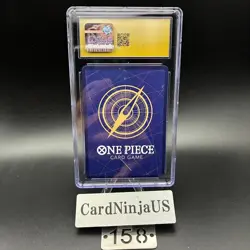 ONE PIECE
CARD GAME
CardNinjaUS
158